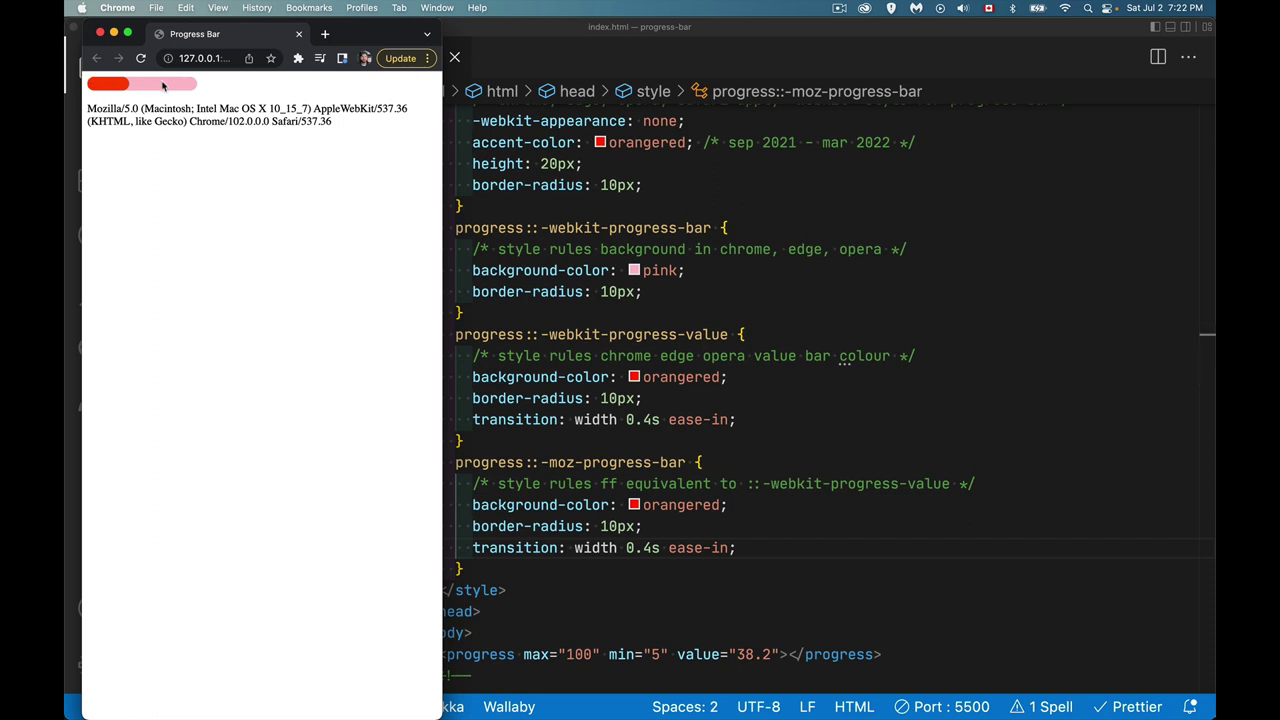 Chrome File Edit View History Bookmarks Profiles Tab Window Help Sat Jul 2 7:22 PM
index.html — progress-bar
Progress Bar
127.0.0.1:... Update
html > head > style > progress::-moz-progress-bar
Mozilla/5.0 (Macintosh; Intel Mac OS X 10_15_7) AppleWebKit/537.36
(KHTML, like Gecko) Chrome/102.0.0.0 Safari/537.36
-webkit-appearance: none;
accent-color: orangered; /* sep 2021 - mar 2022 */
height: 20px;
border-radius: 10px;
}
progress::-webkit-progress-bar {
/* style rules background in chrome, edge, opera */
background-color: pink;
border-radius: 10px;
}
progress::-webkit-progress-value {
/* style rules chrome edge opera value bar colour */
background-color: orangered;
border-radius: 10px;
transition: width 0.4s ease-in;
}
progress::-moz-progress-bar {
/* style rules ff equivalent to ::-webkit-progress-value */
background-color: orangered;
border-radius: 10px;
transition: width 0.4s ease-in;
}
/style>
head>
ody>
progress max="100" min="5" value="38.2"></progress>
kka Wallaby Spaces: 2 UTF-8 LF HTML Port : 5500 1 Spell Prettier